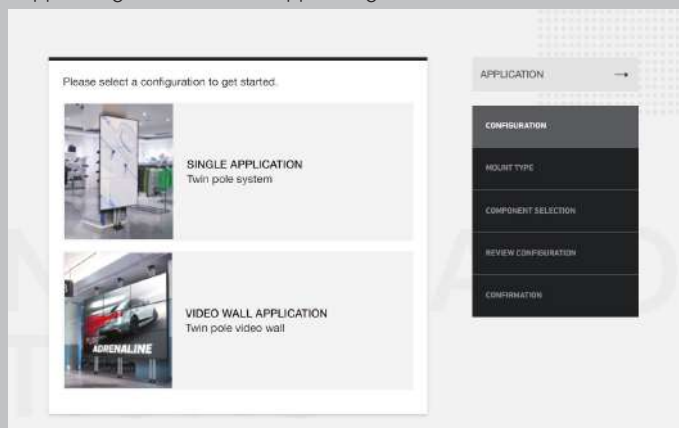 Please select a configuration to get started.
SINGLE APPLICATION
Twin pole system
VIDEO WALL APPLICATION
Twin pole video wall
ADRENALINE
APPLICATION →
CONFIGURATION
MOUNT TYPE
COMPONENT SELECTION
REVIEW CONFIGURATION
CONFIRMATION